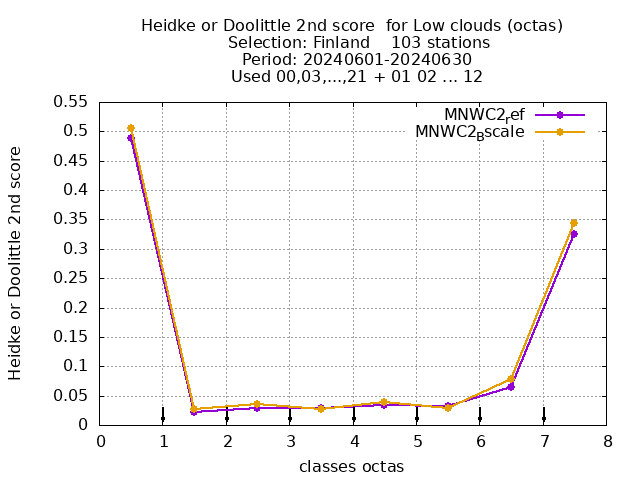 Heidke or Doolittle 2nd score  for Low clouds (octas)
Selection: Finland    103 stations
Period: 20240601-20240630
Used 00,03,...,21 + 01 02 ... 12
MNWC2ref
MNWC2Bscale
Heidke or Doolittle 2nd score
0.55
0.5
0.45
0.4
0.35
0.3
0.25
0.2
0.15
0.1
0.05
0
0 1 2 3 4 5 6 7 8
classes octas